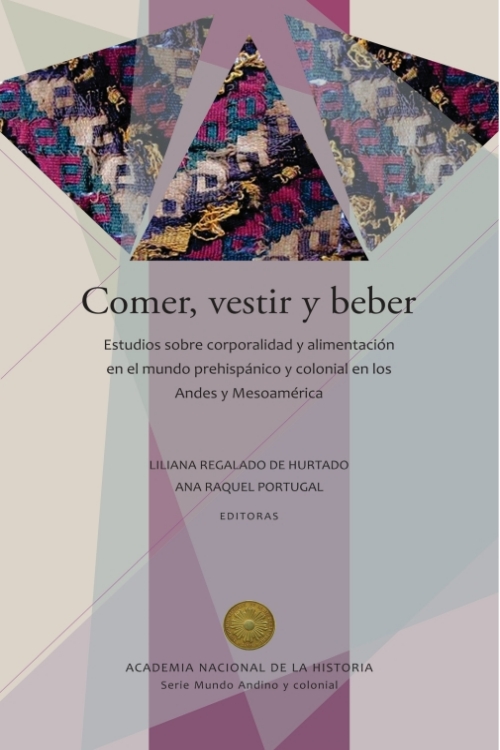 Comer, vestir y beber
Estudios sobre corporalidad y alimentación
en el mundo prehispánico y colonial en los
Andes y Mesoamérica
LILIANA REGALADO DE HURTADO
ANA RAQUEL PORTUGAL
EDITORAS
ACADEMIA NACIONAL DE LA HISTORIA
Serie Mundo Andino y colonial